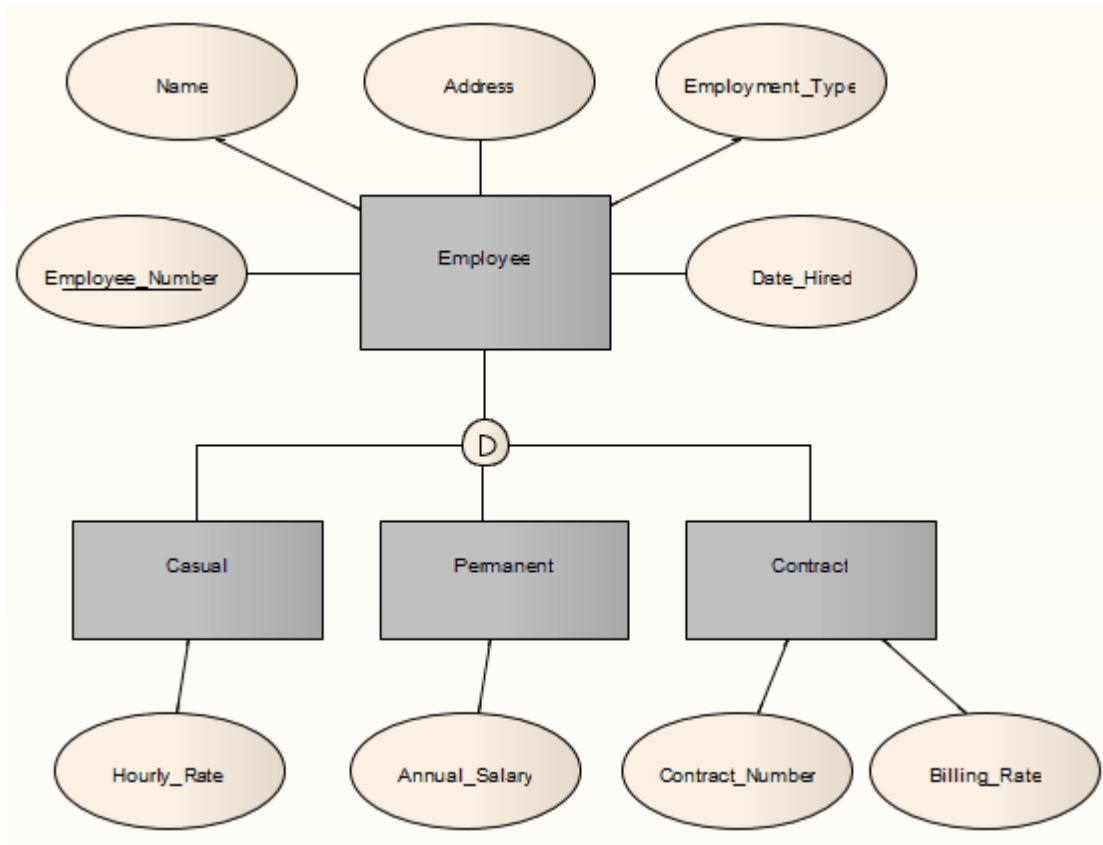 Name
Address
Employment_Type
Employee_Number
Employee
Date_Hired
D
Casual
Permanent
Contract
Hourly_Rate
Annual_Salary
Contract_Number
Billing_Rate